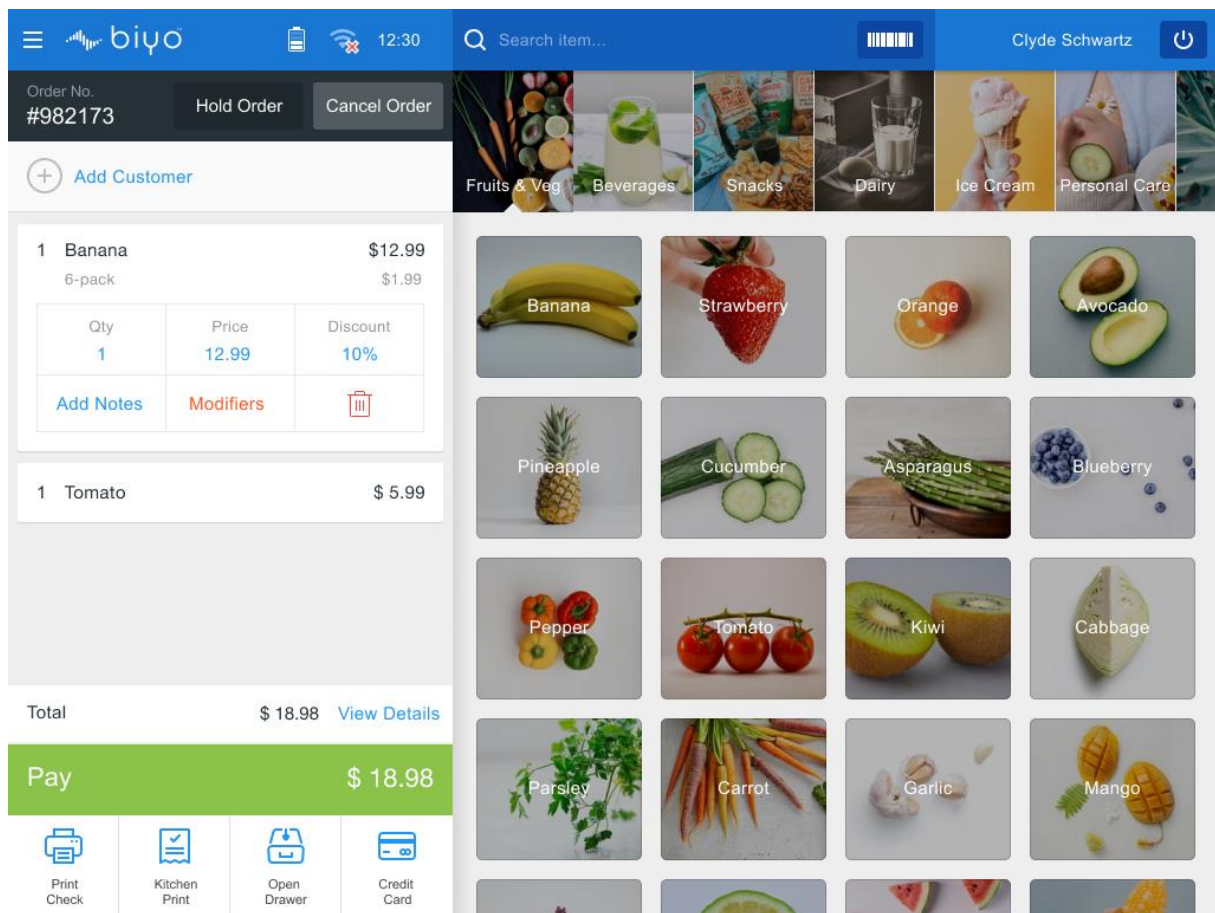 biyo
12:30
Search item...
Clyde Schwartz
Order No.
#982173
Hold Order
Cancel Order
Add Customer
Fruits & Veg
Beverages
Snacks
Dairy
Ice Cream
Personal Care
1 Banana $12.99
6-pack $1.99
Qty Price Discount
1 12.99 10%
Add Notes Modifiers
1 Tomato $ 5.99
Total $ 18.98 View Details
Pay $ 18.98
Print
Check
Kitchen
Print
Open
Drawer
Credit
Card
Banana
Strawberry
Orange
Avocado
Pineapple
Cucumber
Asparagus
Blueberry
Pepper
Tomato
Kiwi
Cabbage
Parsley
Carrot
Garlic
Mango